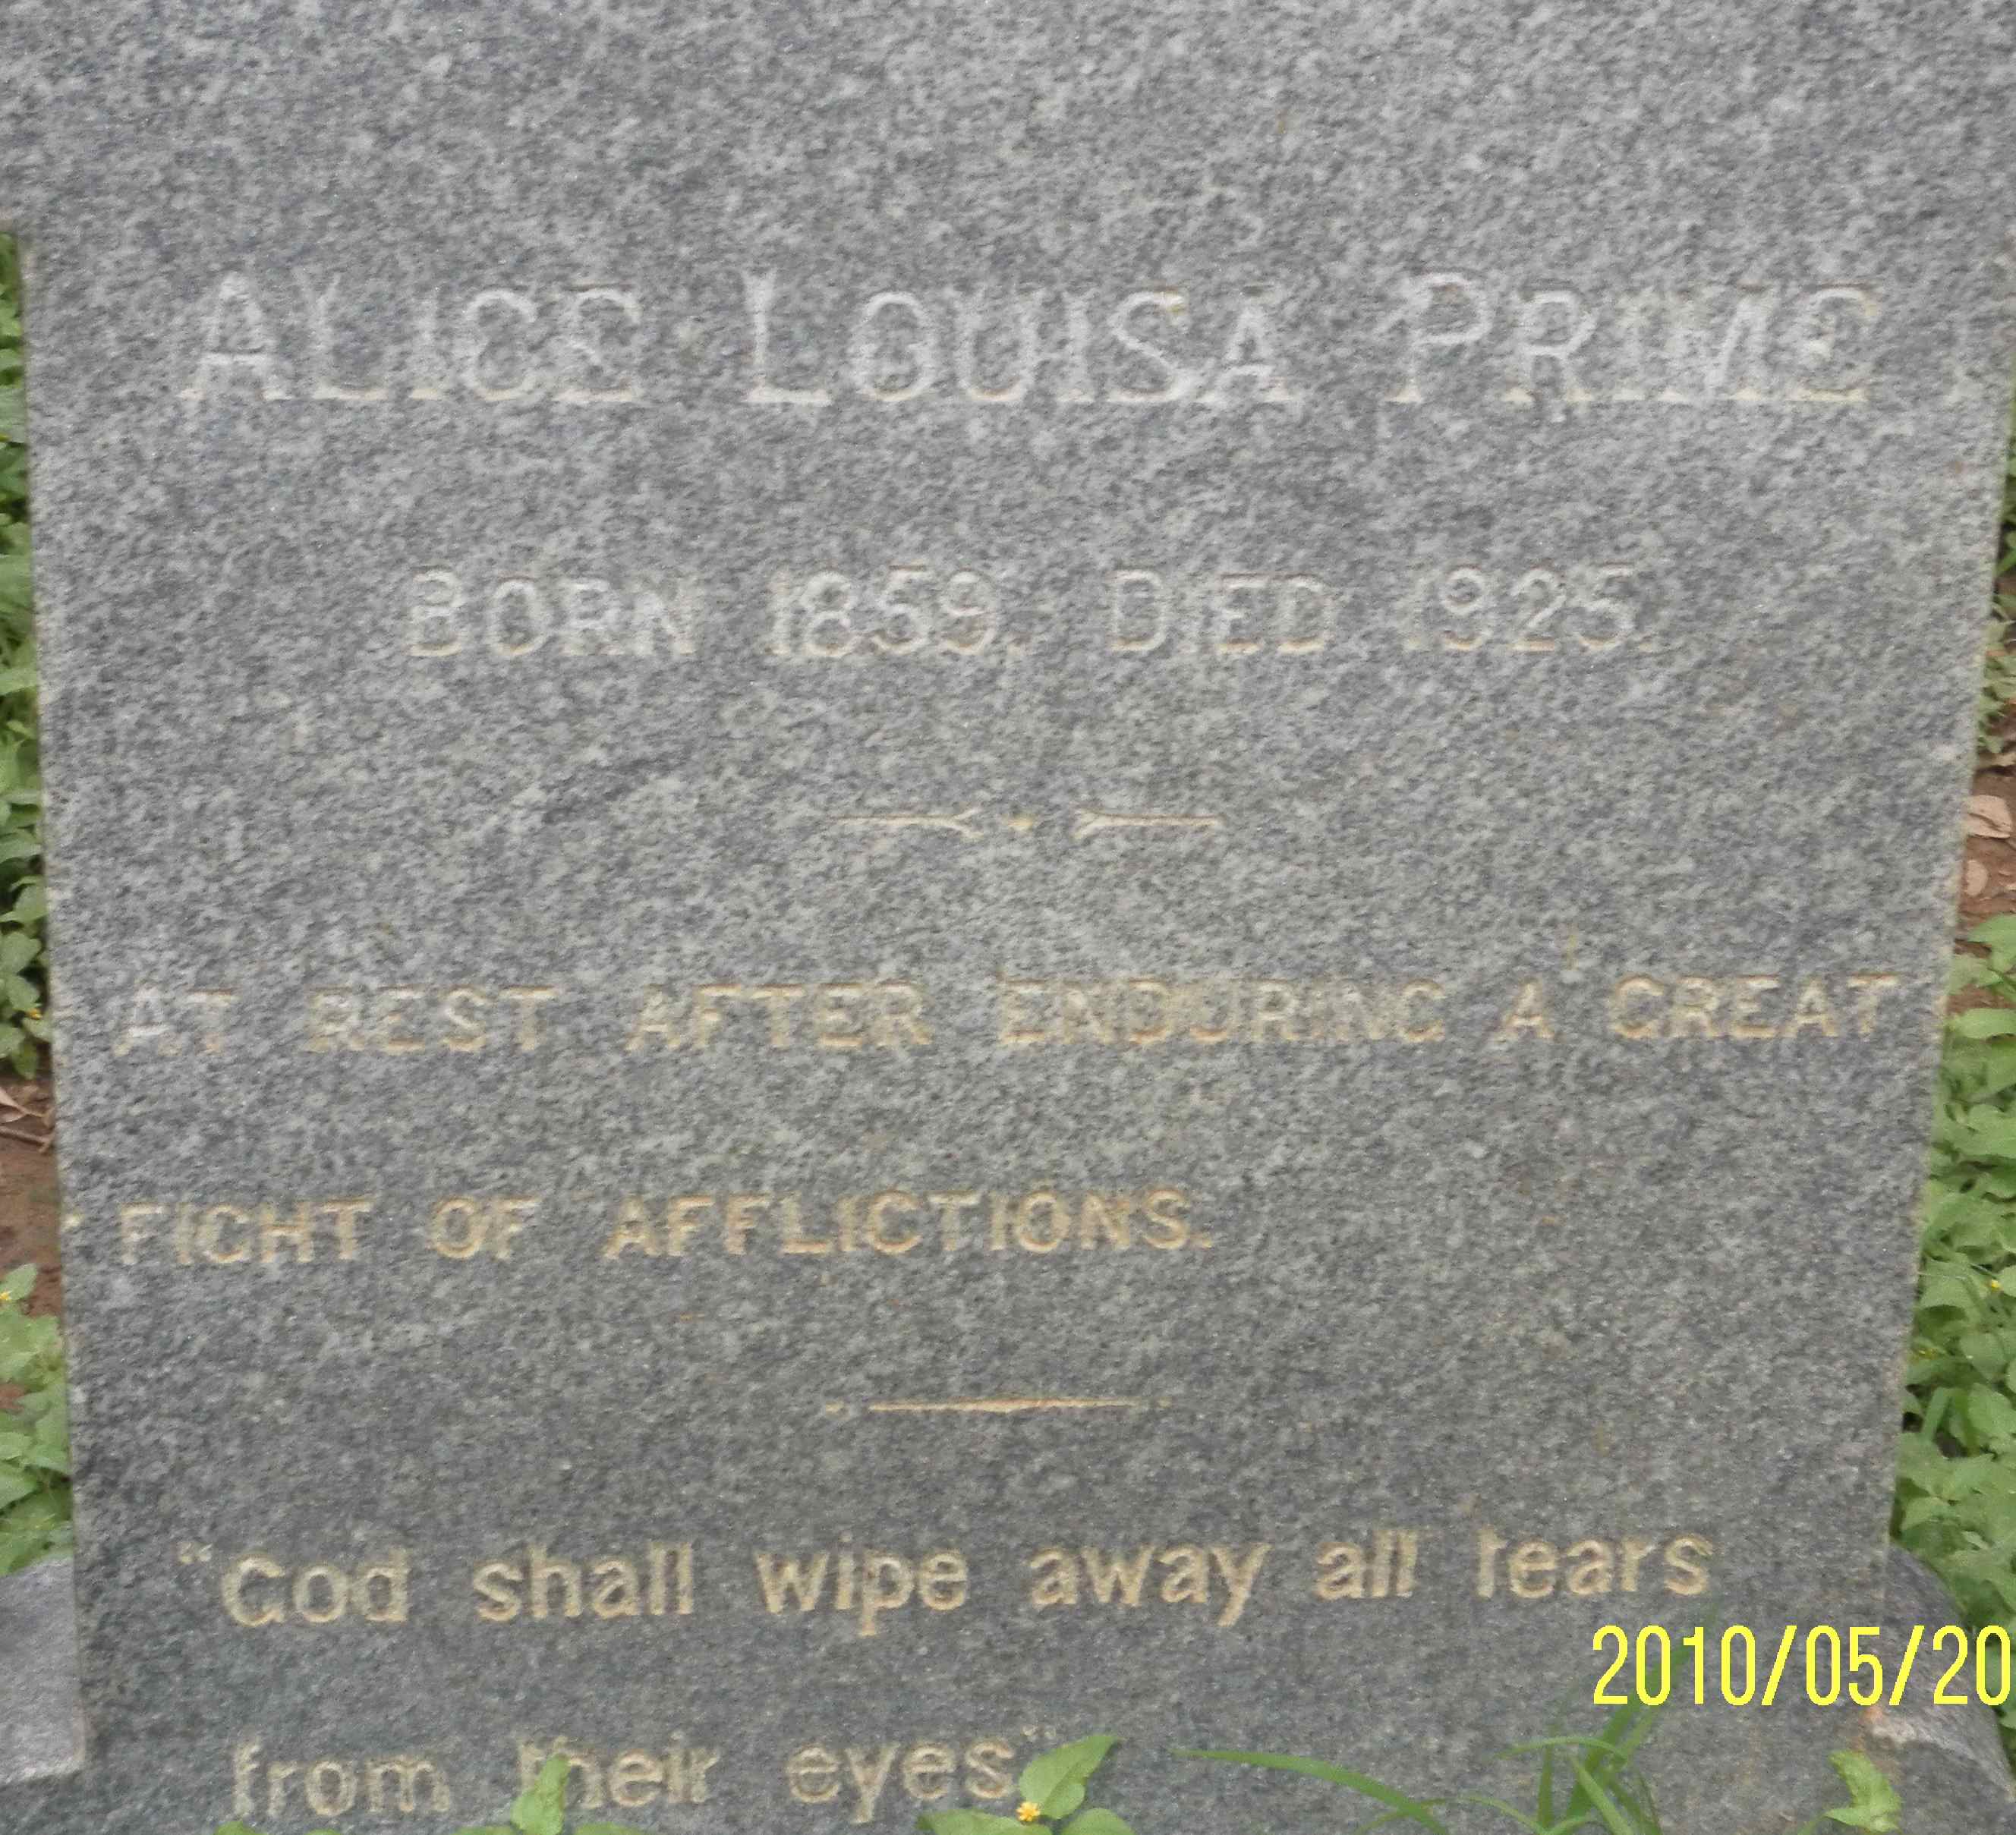 ALICE LOUISA PRIME
BORN 1859, DIED 1925.
AT REST AFTER ENDURING A GREAT
FIGHT OF AFFLICTIONS.
"God shall wipe away all tears
2010/05/20
from their eyes"